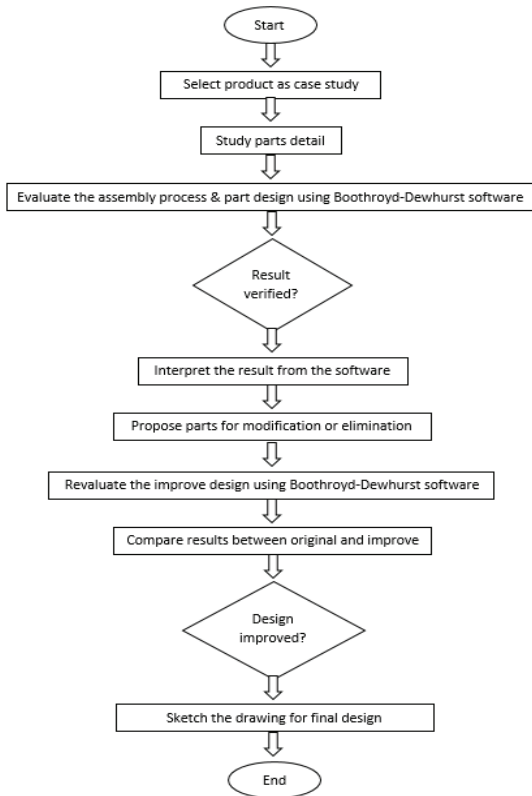 Start
Select product as case study
Study parts detail
Evaluate the assembly process & part design using Boothroyd-Dewhurst software
Result
verified?
Interpret the result from the software
Propose parts for modification or elimination
Revaluate the improve design using Boothroyd-Dewhurst software
Compare results between original and improve
Design
improved?
Sketch the drawing for final design
End